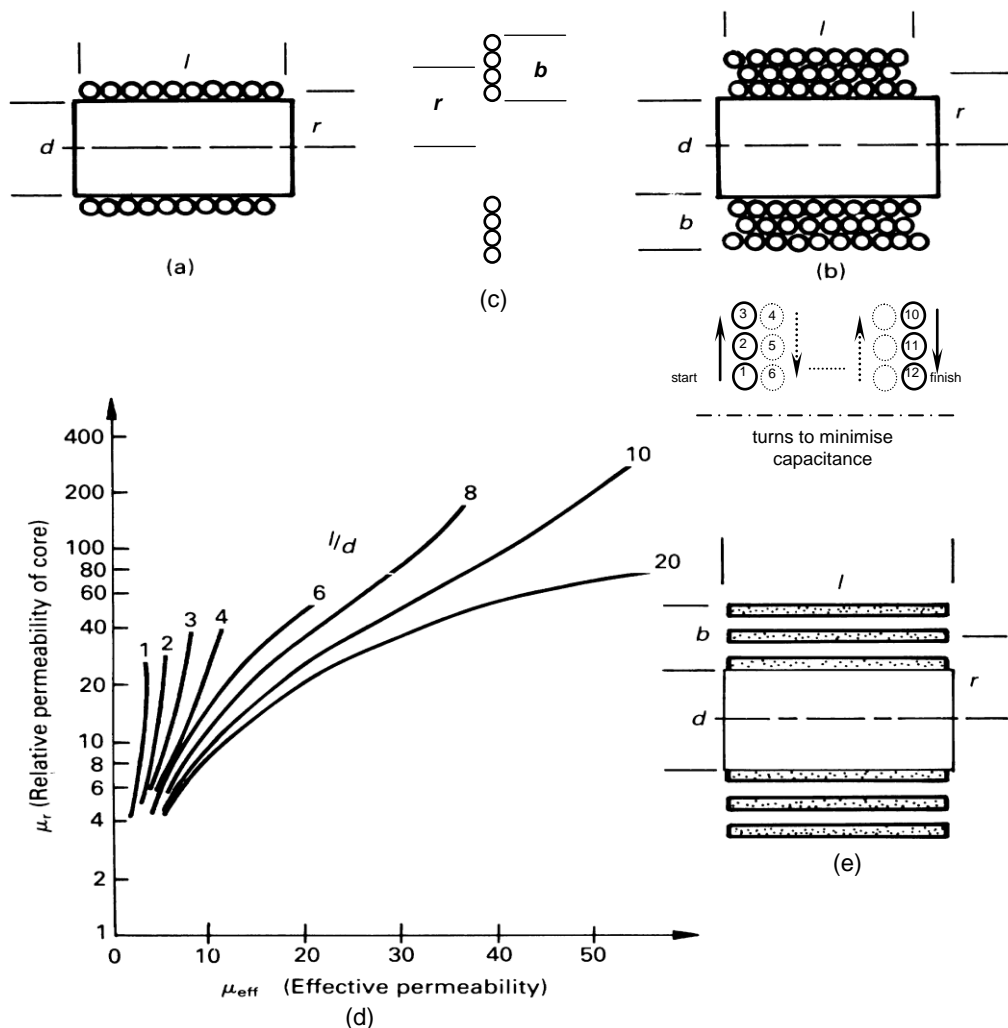 l
d
r
(a)
r
b
(c)
l
d
r
b
(b)
3 4 10
2 5 11
start 1 6 12 finish
turns to minimise
capacitance
μr (Relative permeability of core)
400
200
100
80
60
40
20
10
8
6
4
2
1
1 2 3 4 6 8 10 20
l/d
0 10 20 30 40 50
μeff (Effective permeability)
(d)
l
b
r
d
(e)